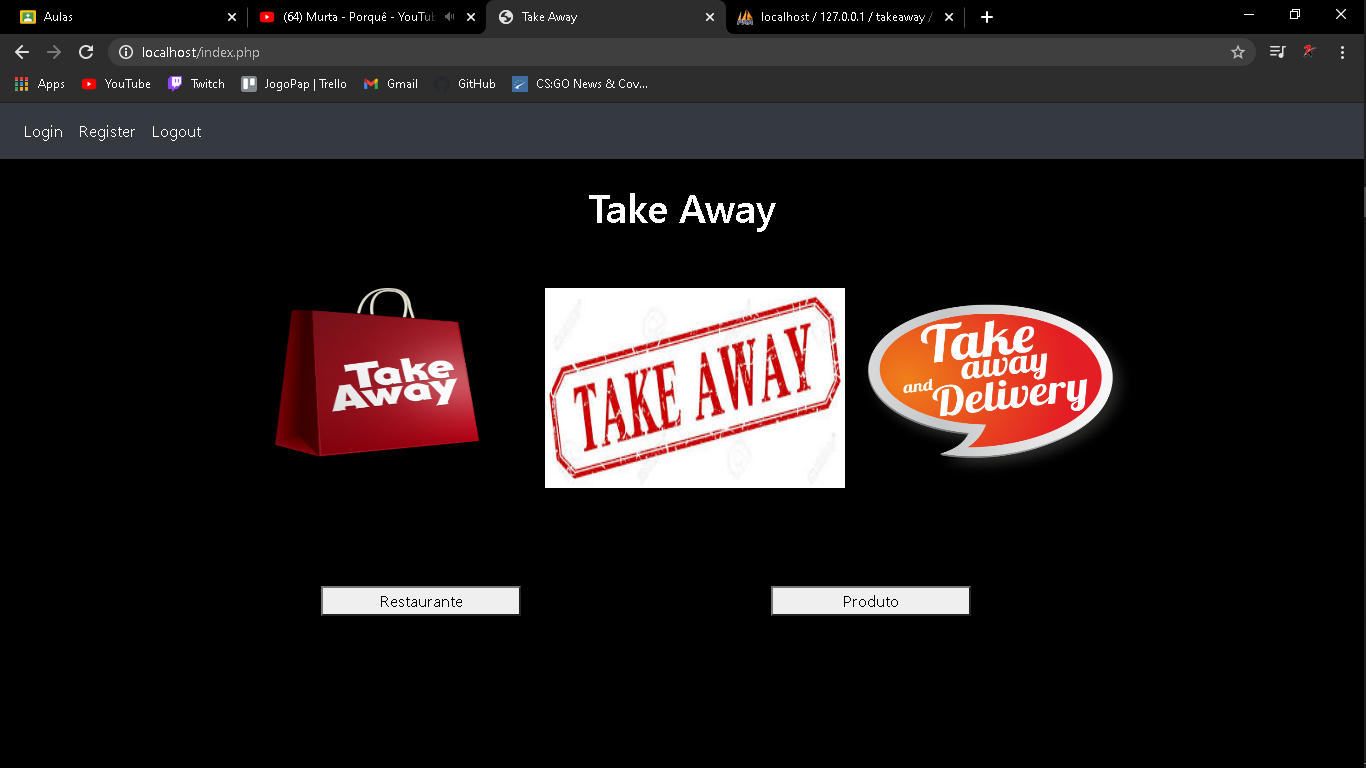 Aulas
(64) Murta - Porquê - YouTu
Take Away
localhost / 127.0.0.1 / takeaway /
localhost/index.php
Apps
YouTube
Twitch
JogoPap | Trello
Gmail
GitHub
CS:GO News & Cov...
Login
Register
Logout
Take Away
Take
Away
TAKE AWAY
Take
away
and Delivery
Restaurante
Produto